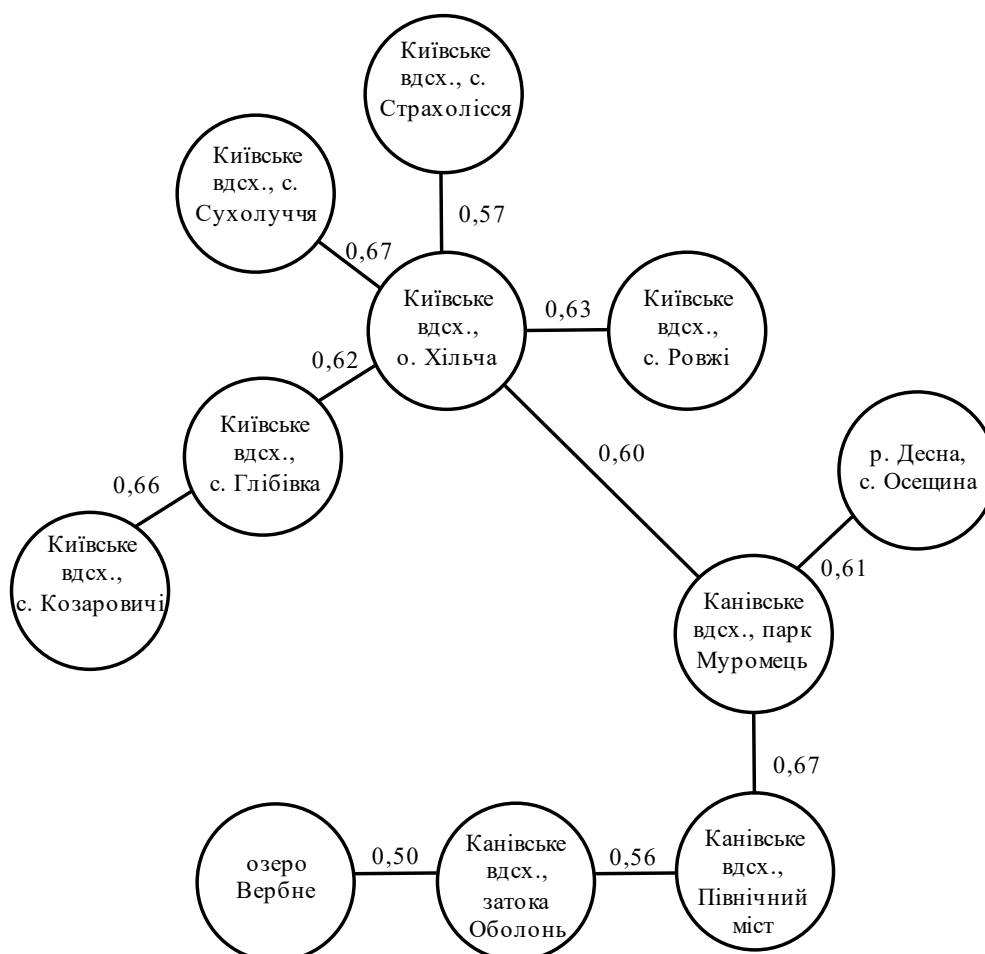 Київське
вдсх., с.
Страхолісся
Київське
вдсх., с.
Сухолуччя
0,57
0,67
Київське
вдсх.,
о. Хільча
0,63
Київське
вдсх.,
с. Ровжі
0,62
Київське
вдсх.,
с. Глібівка
0,60
р. Десна,
с. Осещина
0,66
Київське
вдсх.,
с. Козаровичі
0,61
Канівське
вдсх., парк
Муромець
0,67
озеро
Вербне
0,50
Канівське
вдсх.,
затока
Оболонь
0,56
Канівське
вдсх.,
Північний
міст